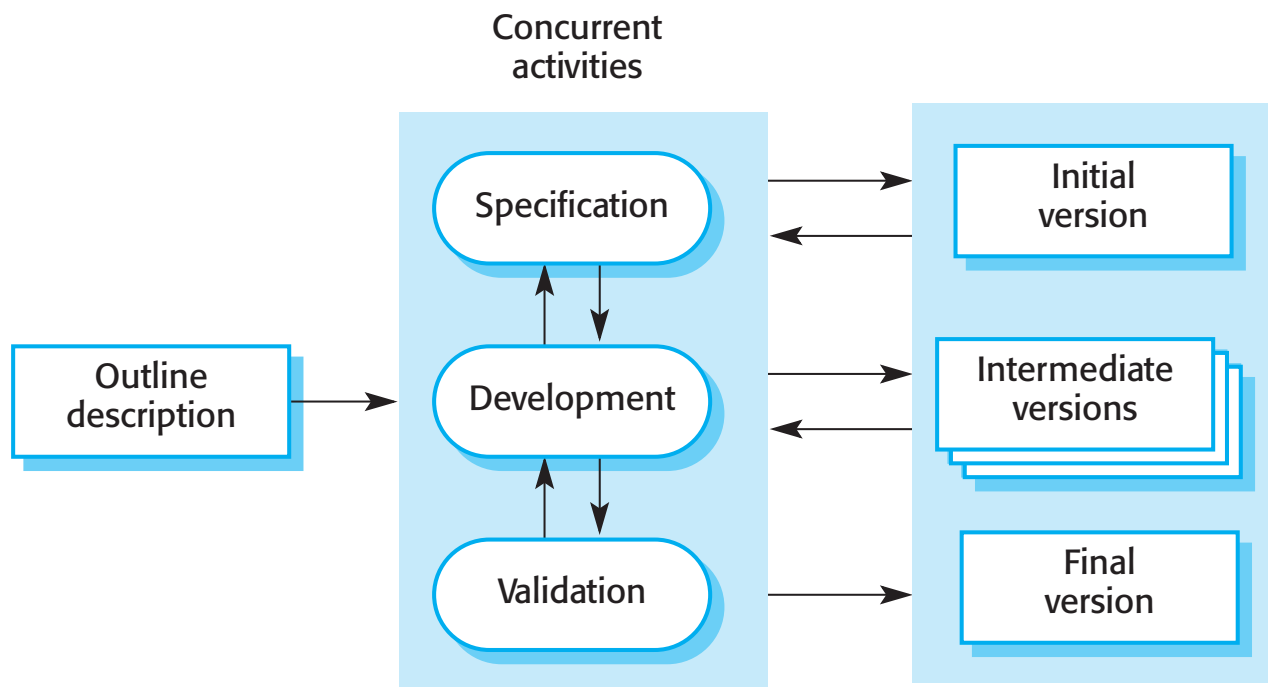 Concurrent
activities
Outline
description
Specification
Development
Validation
Initial
version
Intermediate
versions
Final
version